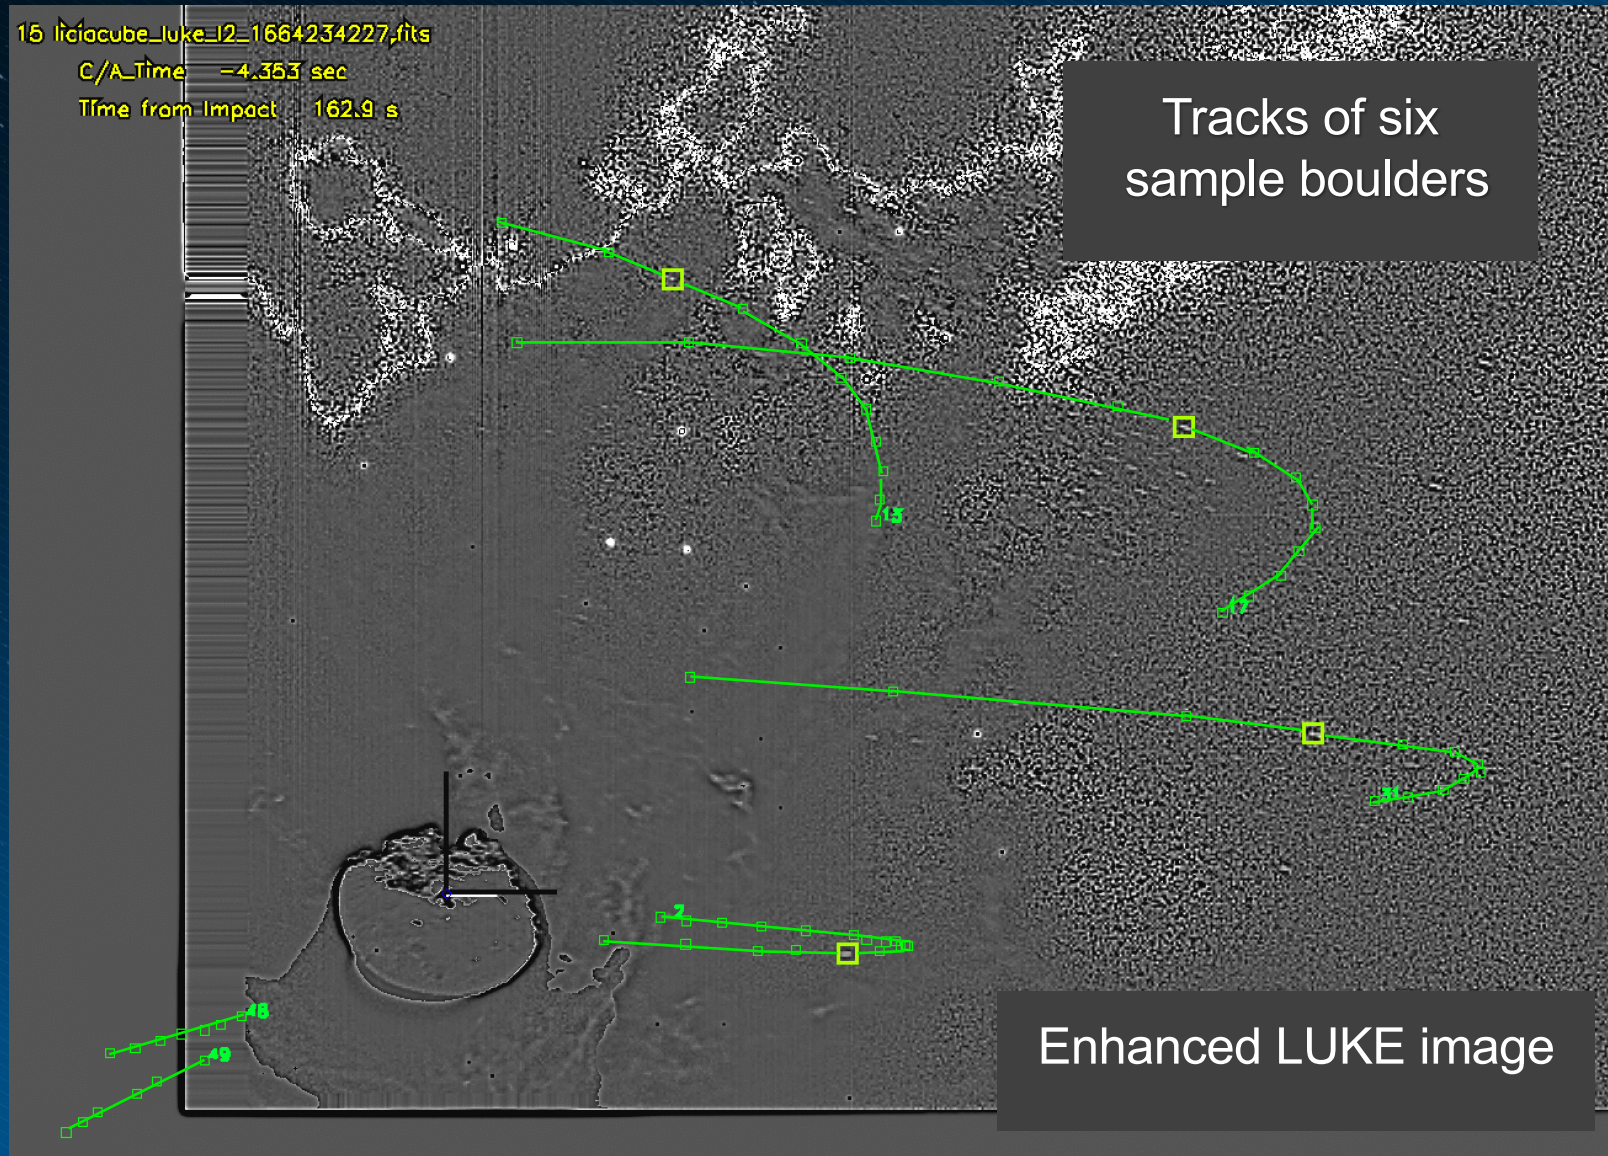 15 liciacube_luke_l2_1664234227.fits
C/A_Time -4.353 sec
Time from Impact 162.9 s
Tracks of six
sample boulders
15
17
31
2
48
49
Enhanced LUKE image